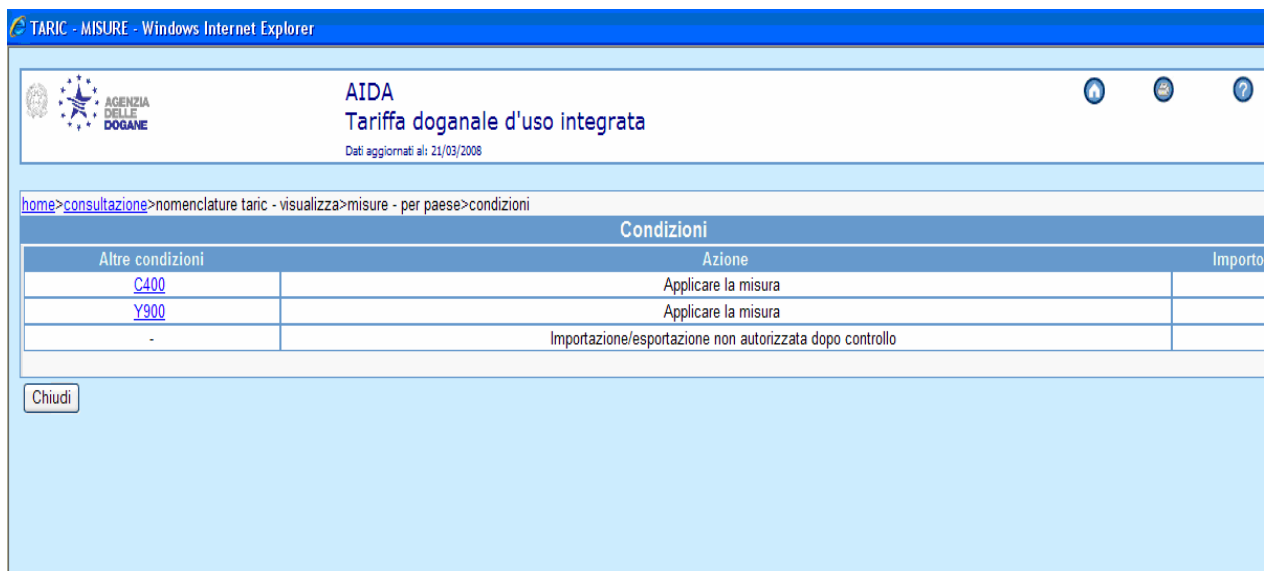 TARIC - MISURE - Windows Internet Explorer
AGENZIA
DELLE
DOGANE
AIDA
Tariffa doganale d'uso integrata
Dati aggiornati al: 21/03/2008
home>consultazione>nomenclature taric - visualizza>misure - per paese>condizioni
Condizioni
Altre condizioni Azione Importo
C400 Applicare la misura
Y900 Applicare la misura
- Importazione/esportazione non autorizzata dopo controllo
Chiudi